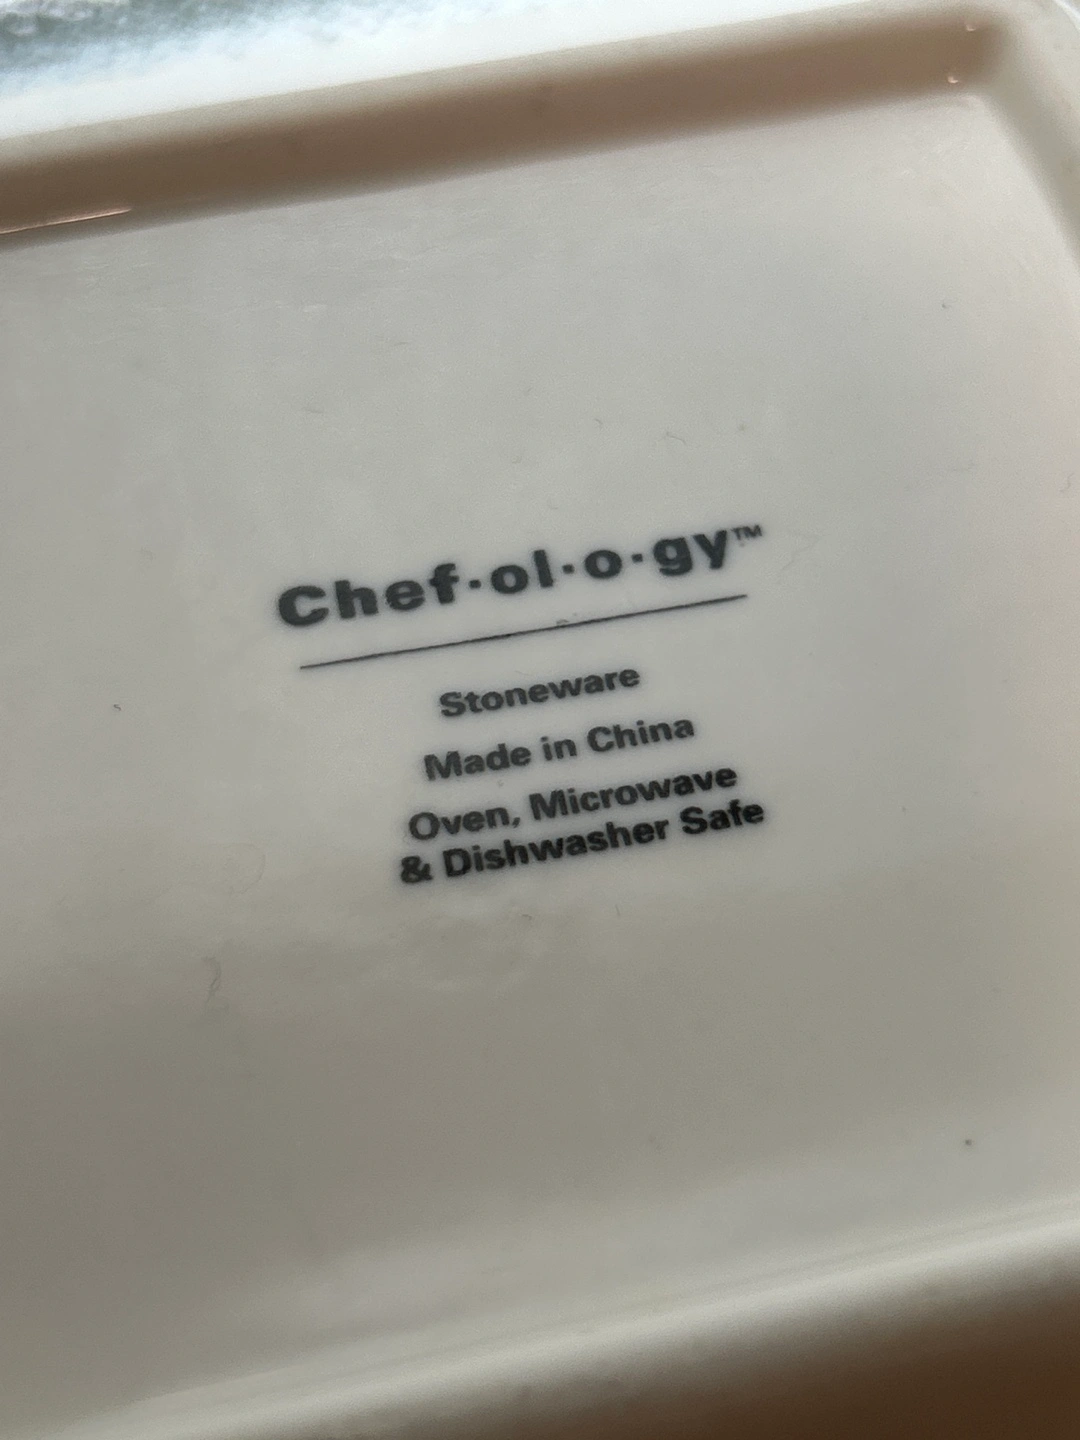 Chef·ol·o·gy™
Stoneware
Made in China
Oven, Microwave
& Dishwasher Safe